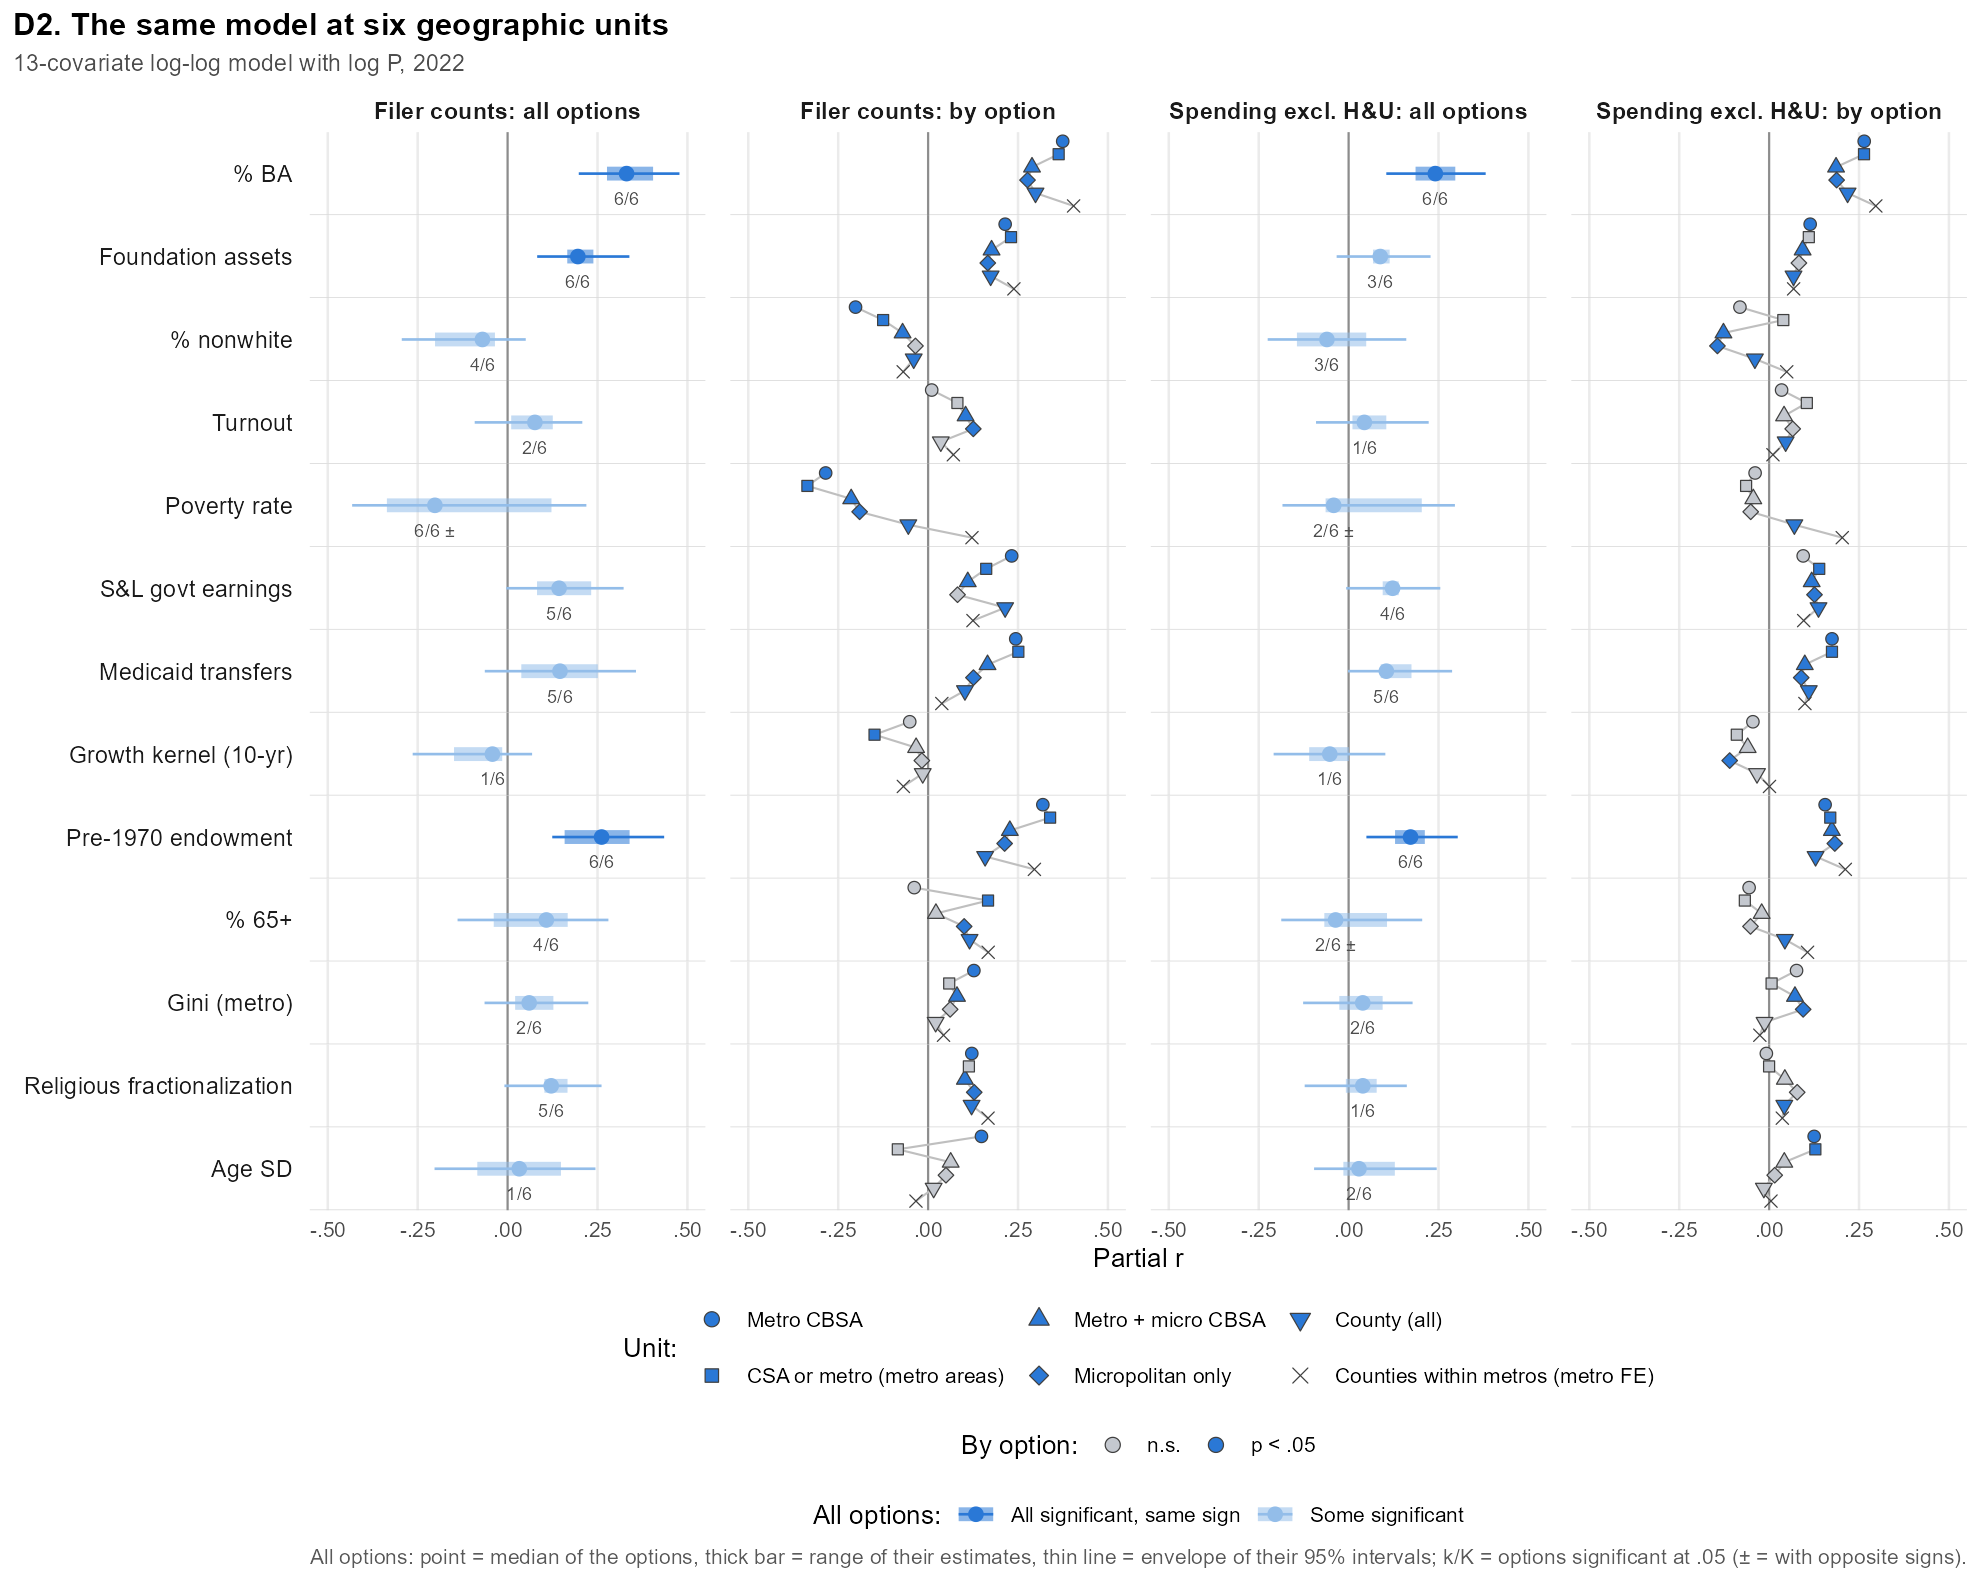 D2. The same model at six geographic units
13-covariate log-log model with log P, 2022
Filer counts: all options
Filer counts: by option
Spending excl. H&U: all options
Spending excl. H&U: by option
% BA
6/6
6/6
Foundation assets
6/6
3/6
% nonwhite
4/6
3/6
Turnout
2/6
1/6
Poverty rate
6/6 ±
2/6 ±
S&L govt earnings
5/6
4/6
Medicaid transfers
5/6
5/6
Growth kernel (10-yr)
1/6
1/6
Pre-1970 endowment
6/6
6/6
% 65+
4/6
2/6 ±
Gini (metro)
2/6
2/6
Religious fractionalization
5/6
1/6
Age SD
1/6
2/6
-.50 -.25 .00 .25 .50
-.50 -.25 .00 .25 .50
-.50 -.25 .00 .25 .50
-.50 -.25 .00 .25 .50
Partial r
Unit:
Metro CBSA
Metro + micro CBSA
County (all)
CSA or metro (metro areas)
Micropolitan only
Counties within metros (metro FE)
By option:
n.s.
p < .05
All options:
All significant, same sign
Some significant
All options: point = median of the options, thick bar = range of their estimates, thin line = envelope of their 95% intervals; k/K = options significant at .05 (± = with opposite signs).